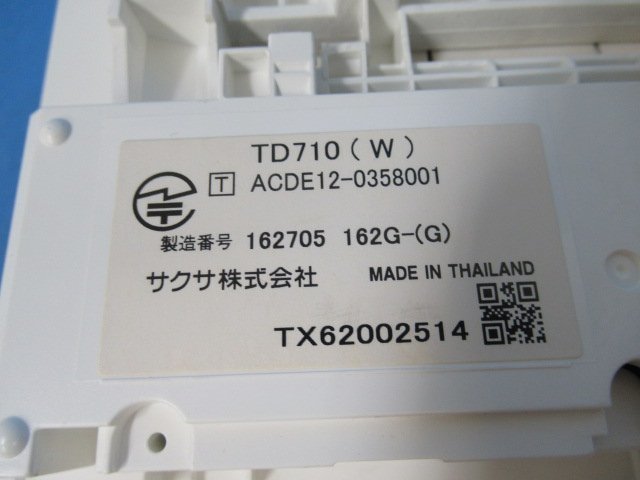 TD710(W)
T ACDE12-0358001
製造番号 162705 162G-(G)
サクサ株式会社 MADE IN THAILAND
TX62002514